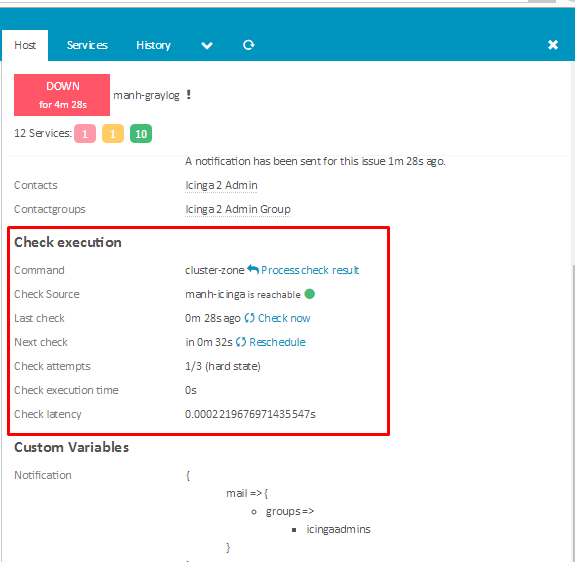 Host Services History
DOWN
for 4m 28s
manh-graylog !
12 Services: 1 1 10
A notification has been sent for this issue 1m 28s ago.
Contacts Icinga 2 Admin
Contactgroups Icinga 2 Admin Group
Check execution
Command cluster-zone Process check result
Check Source manh-icinga is reachable
Last check 0m 28s ago Check now
Next check in 0m 32s Reschedule
Check attempts 1/3 (hard state)
Check execution time 0s
Check latency 0.0002219676971435547s
Custom Variables
Notification {
mail => {
groups =>
icingaadmins
}